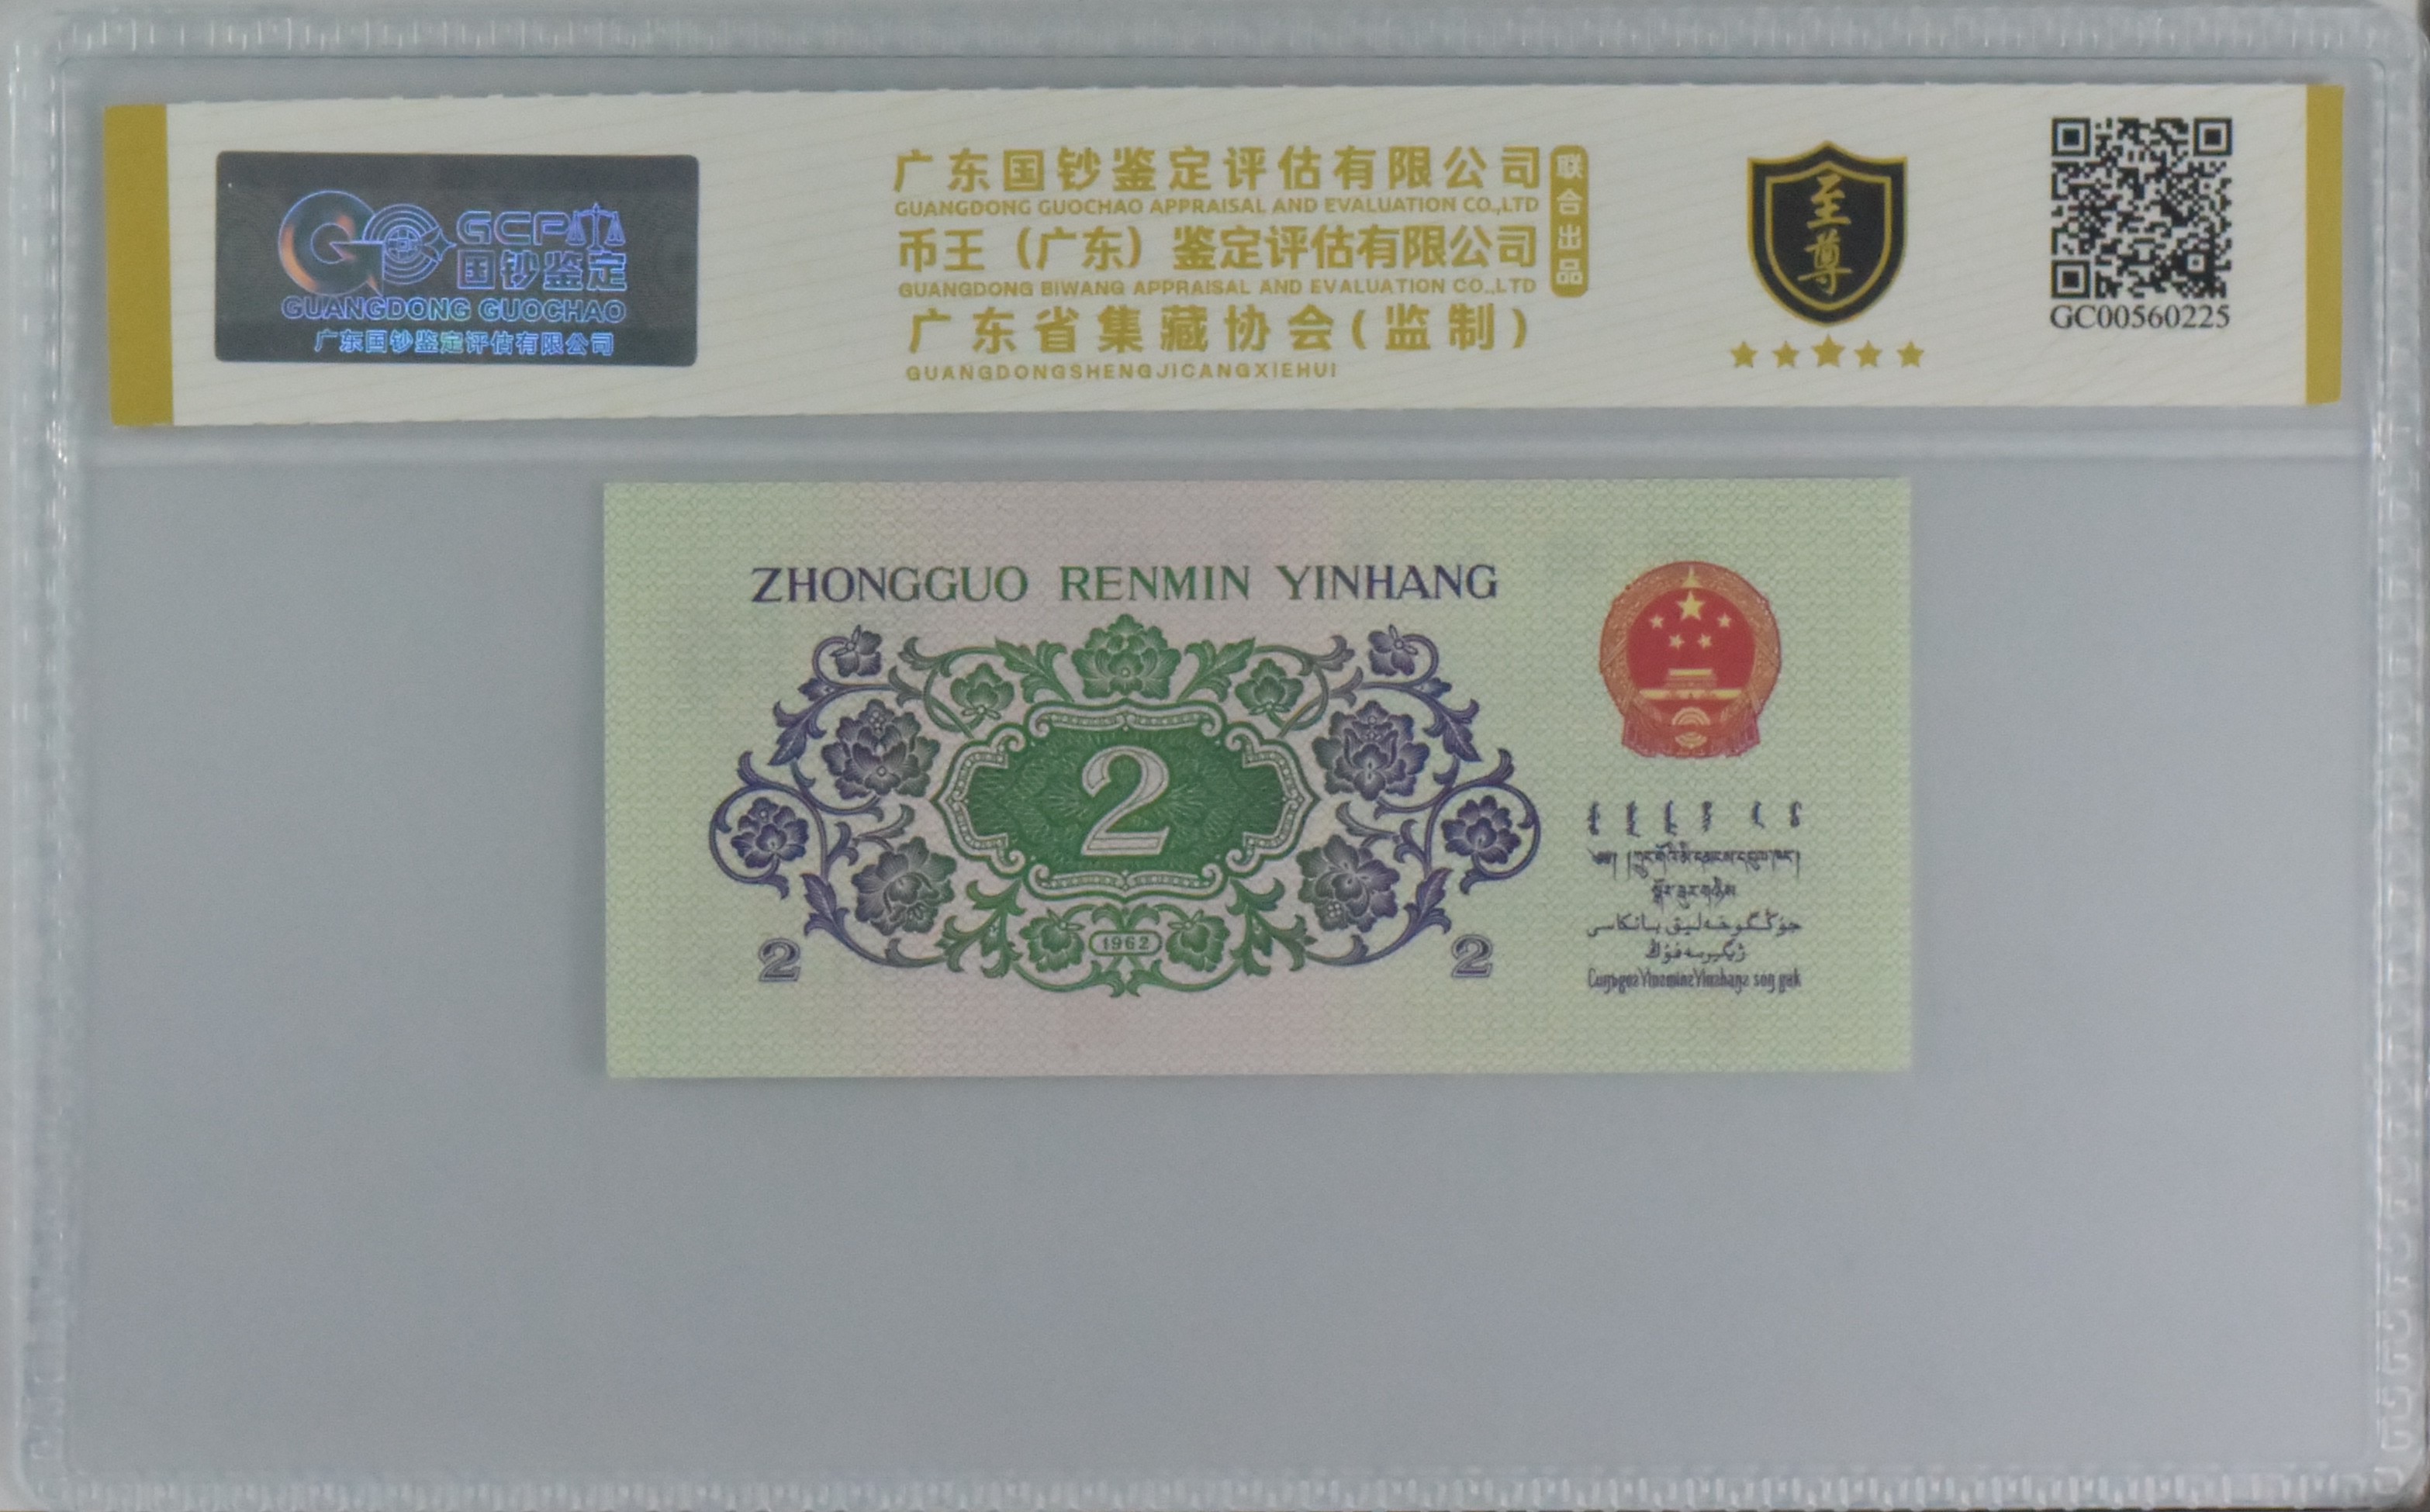 GCP
国钞鉴定
GUANGDONG GUOCHAO
广东国钞鉴定评估有限公司
广东国钞鉴定评估有限公司
GUANGDONG GUOCHAO APPRAISAL AND EVALUATION CO.,LTD
币王（广东）鉴定评估有限公司
GUANGDONG BIWANG APPRAISAL AND EVALUATION CO.,LTD
广东省集藏协会(监制)
GUANGDONGSHENGJICANGXIEHUI
联合出品
至尊
GC00560225
ZHONGGUO RENMIN YINHANG
2
1962
2
2
جۇڭگوخەلىق بانكاسى